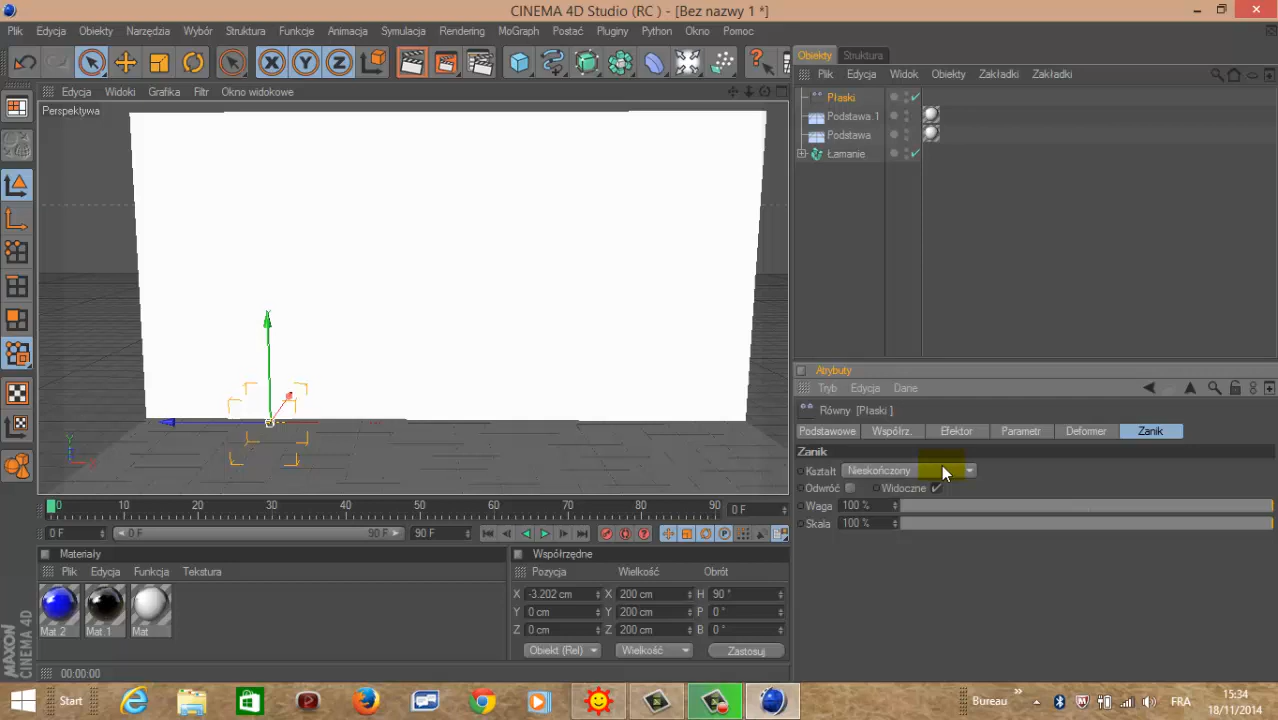 CINEMA 4D Studio (RC ) - [Bez nazwy 1 *]
Plik Edycja Obiekty Narzędzia Wybór Struktura Funkcje Animacja Symulacja Rendering MoGraph Postać Pluginy Python Okno Pomoc
X Y Z
Obiekty Struktura
Plik Edycja Widok Obiekty Zakładki Zakładki
Edycja Widoki Grafika Filtr Okno widokowe
Perspektywa
Płaski
Podstawa.1
Podstawa
Łamanie
Atrybuty
Tryb Edycja Dane
Równy [Płaski ]
Podstawowe Współrz. Efektor Parametr Deformer Zanik
Zanik
Kształt Nieskończony
Odwróć Widoczne
Waga 100 %
Skala 100 %
Y
X
Z
0 10 20 30 40 50 60 70 80 90 0 F
0 F 0 F 90 F 90 F
Materiały
Plik Edycja Funkcja Tekstura
Mat 2 Mat.1 Mat
Współrzędne
Pozycja Wielkość Obrót
X -3.202 cm X 200 cm H 90 °
Y 0 cm Y 200 cm P 0 °
Z 0 cm Z 200 cm B 0 °
Obiekt (Rel) Wielkość Zastosuj
MAXON CINEMA 4D
00:00:00
Start Bureau » FRA 15:34
18/11/2014